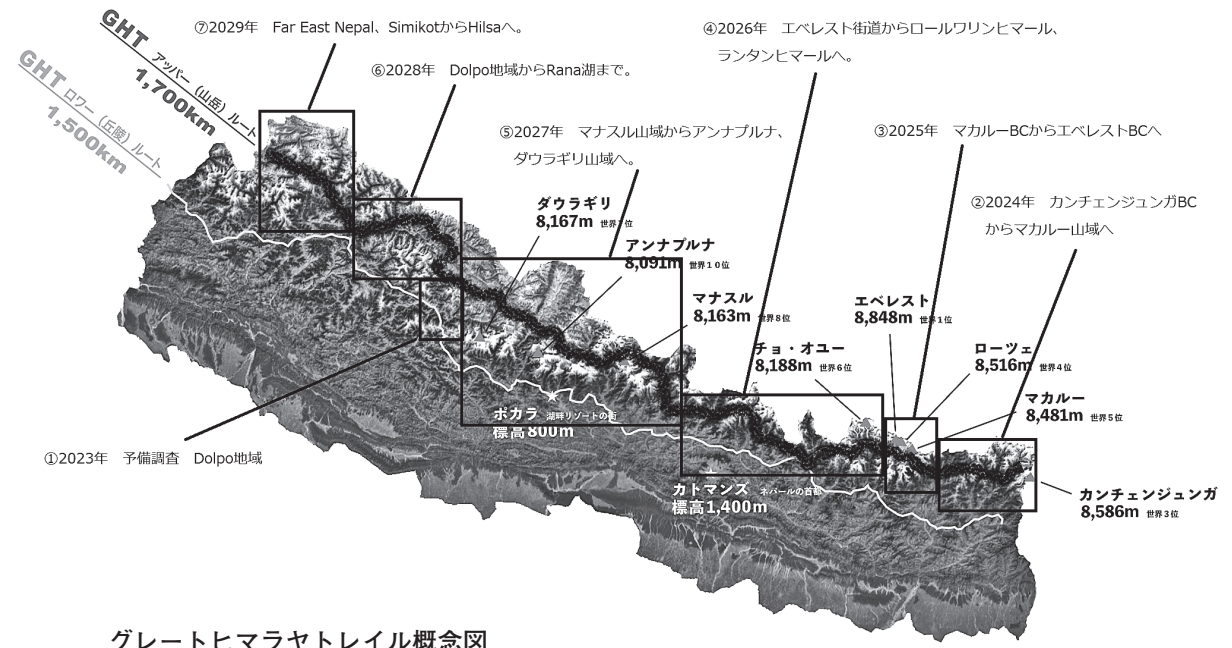 GHT アッパー（山岳）ルート
1,700km
GHT ロワー（丘陵）ルート
1,500km
⑦2029年　Far East Nepal、SimikotからHilsaへ。
⑥2028年　Dolpo地域からRana湖まで。
⑤2027年　マナスル山域からアンナプルナ、
ダウラギリ山域へ。
④2026年　エベレスト街道からロールワリンヒマール、
ランタンヒマールへ。
③2025年　マカルーBCからエベレストBCへ
②2024年　カンチェンジュンガBC
からマカルー山域へ
ダウラギリ
8,167m 世界7位
アンナプルナ
8,091m 世界10位
マナスル
8,163m 世界8位
チョ・オユー
8,188m 世界6位
エベレスト
8,848m 世界1位
ローツェ
8,516m 世界4位
マカルー
8,481m 世界5位
カンチェンジュンガ
8,586m 世界3位
ポカラ 湖畔リゾートの街
標高800m
カトマンズ ネパールの首都
標高1,400m
①2023年　予備調査　Dolpo地域
グレートヒマラヤトレイル概念図